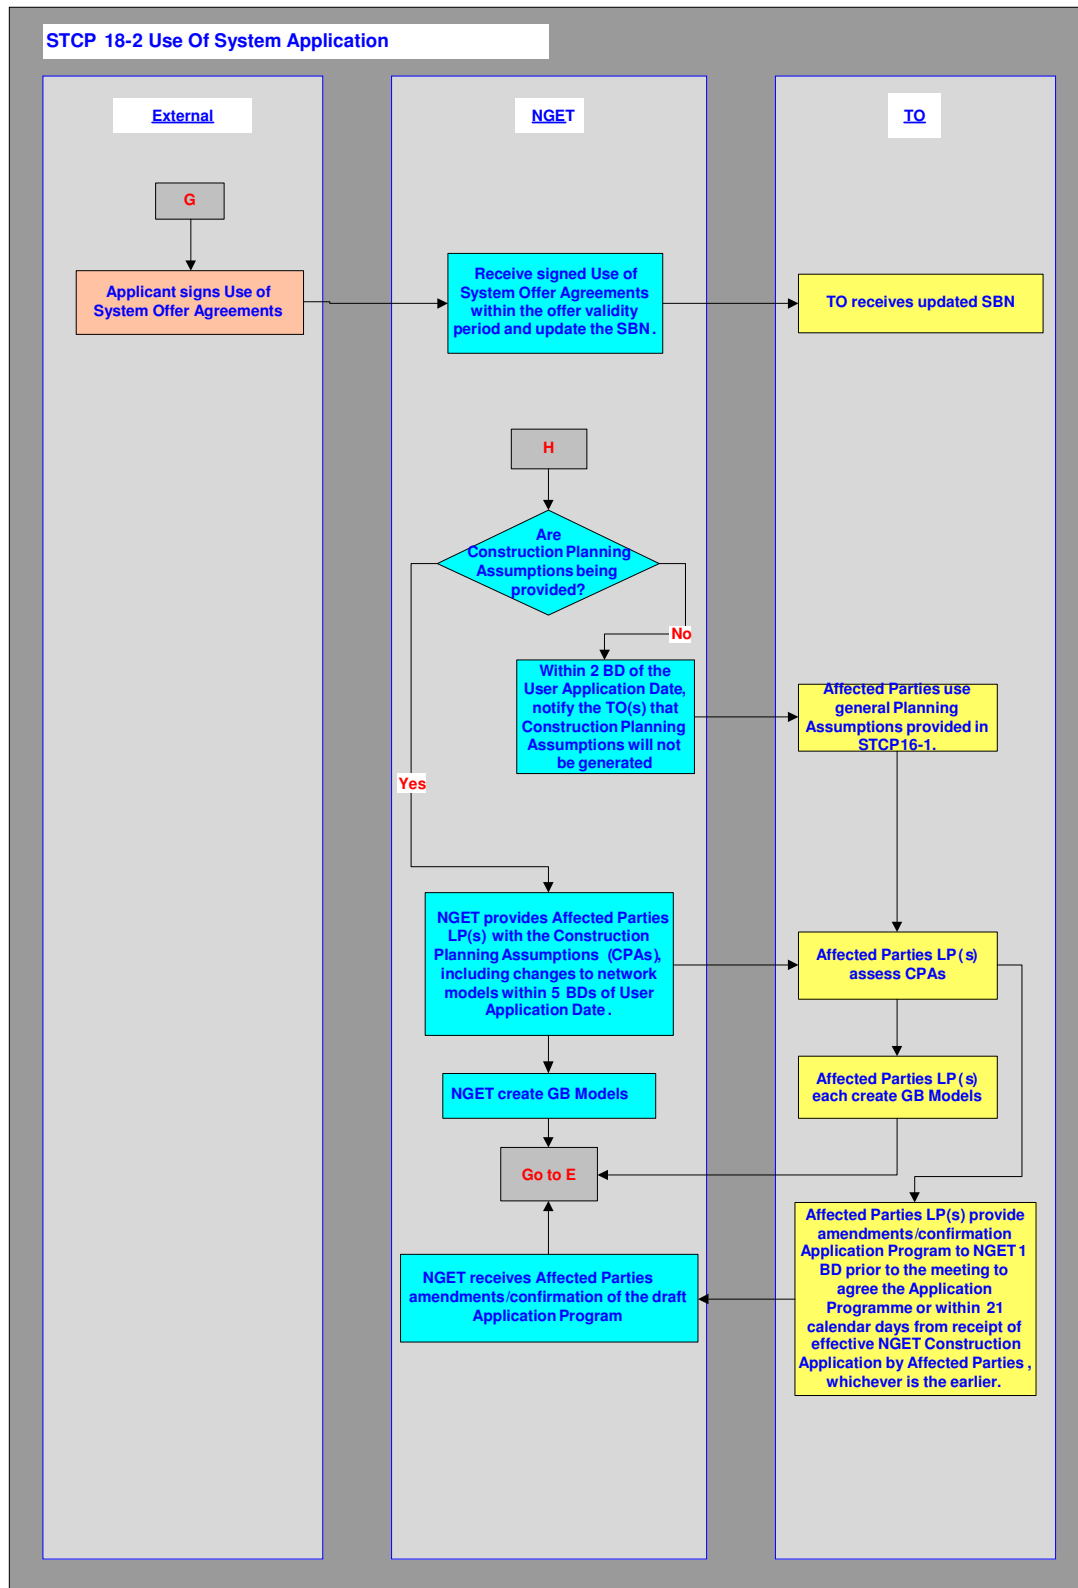 STCP 18-2 Use Of System Application
External
NGET
TO
G
Applicant signs Use of
System Offer Agreements
Receive signed Use of
System Offer Agreements
within the offer validity
period and update the SBN.
TO receives updated SBN
H
Are
Construction Planning
Assumptions being
provided?
No
Within 2 BD of the
User Application Date,
notify the TO(s) that
Construction Planning
Assumptions will not
be generated
Affected Parties use
general Planning
Assumptions provided in
STCP16-1.
Yes
NGET provides Affected Parties
LP(s) with the Construction
Planning Assumptions (CPAs),
including changes to network
models within 5 BDs of User
Application Date.
Affected Parties LP(s)
assess CPAs
NGET create GB Models
Affected Parties LP(s)
each create GB Models
Go to E
Affected Parties LP(s) provide
amendments/confirmation
Application Program to NGET 1
BD prior to the meeting to
agree the Application
Programme or within 21
calendar days from receipt of
effective NGET Construction
Application by Affected Parties,
whichever is the earlier.
NGET receives Affected Parties
amendments/confirmation of the draft
Application Program